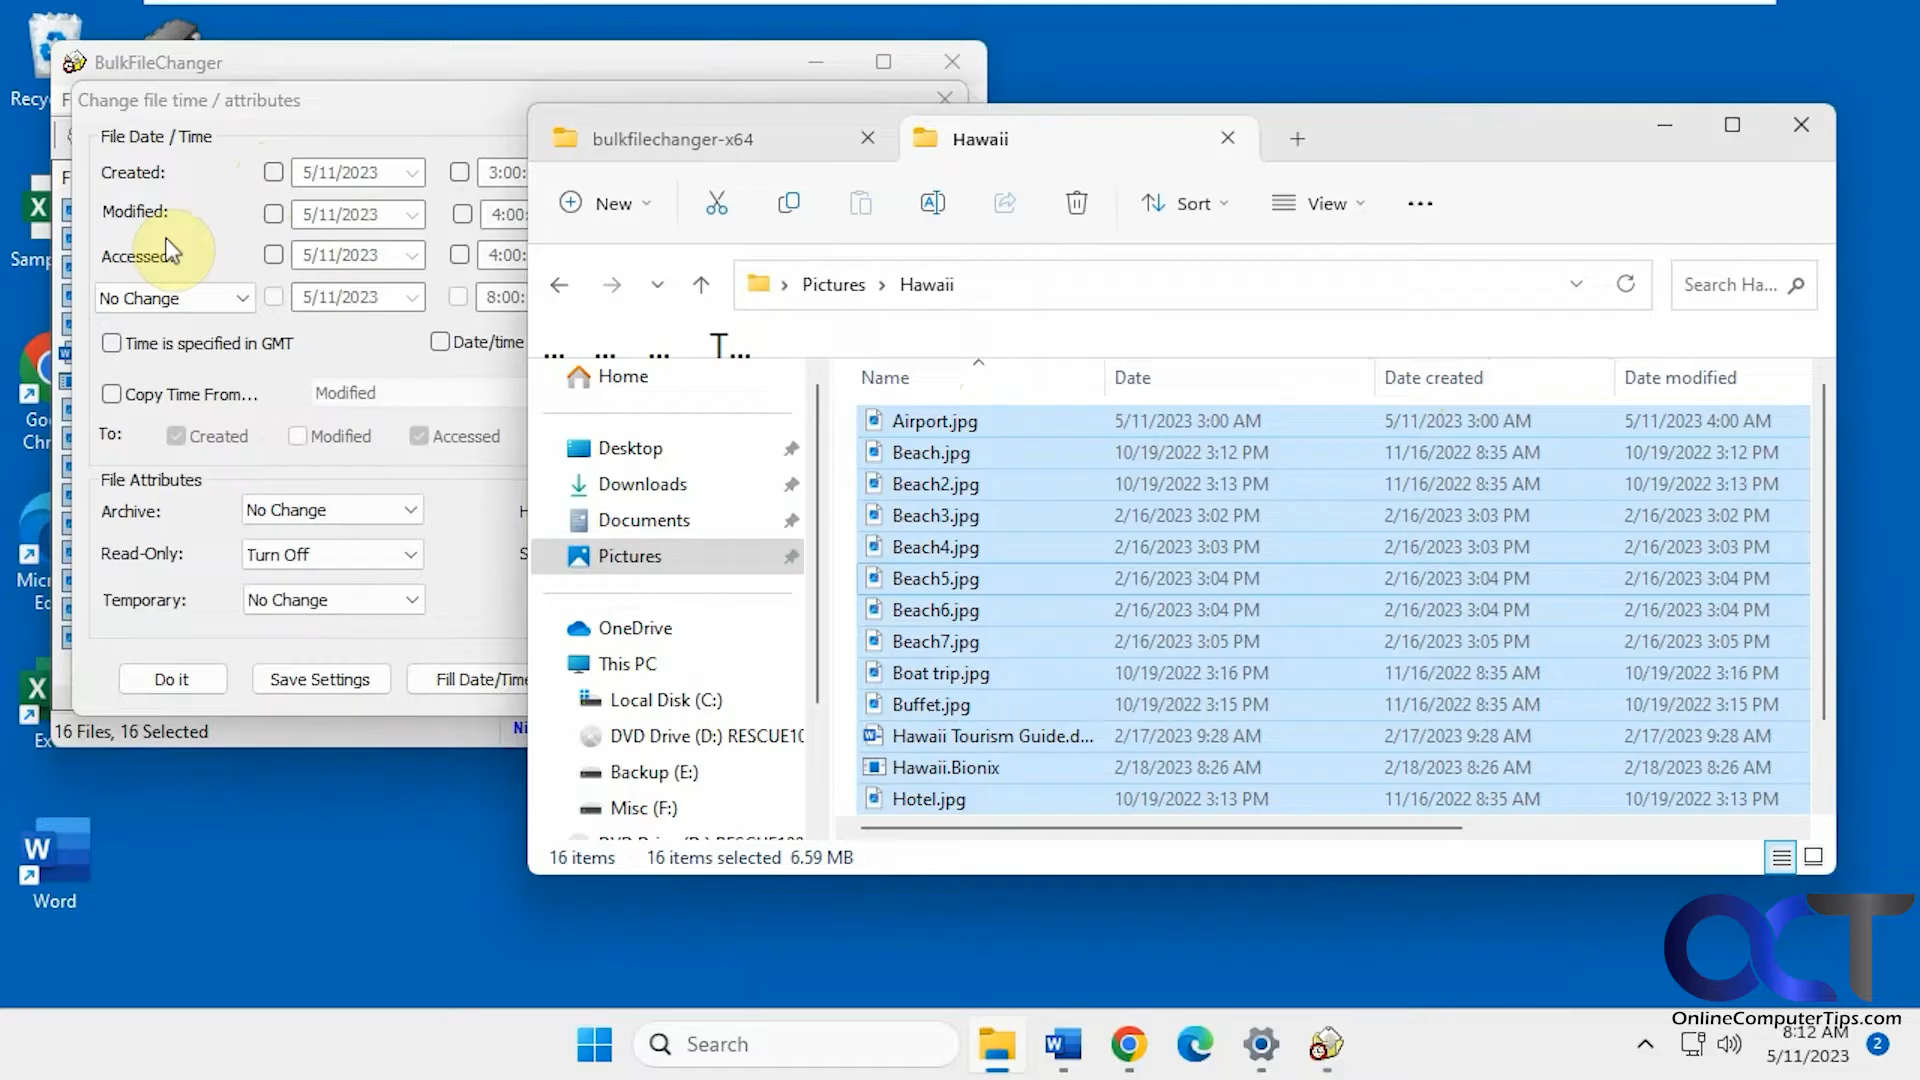 BulkFileChanger
Change file time / attributes
File Date / Time
Created: 5/11/2023 3:00:
Modified: 5/11/2023 4:00:
Accessed: 5/11/2023 4:00:
No Change 5/11/2023 8:00:
Time is specified in GMT Date/time
Copy Time From... Modified
To: Created Modified Accessed
File Attributes
Archive: No Change
Read-Only: Turn Off
Temporary: No Change
Do it Save Settings Fill Date/Time
16 Files, 16 Selected
bulkfilechanger-x64 Hawaii
New Sort View
Pictures › Hawaii
Search Ha...
... ... ... T...
Home
Desktop
Downloads
Documents
Pictures
OneDrive
This PC
Local Disk (C:)
DVD Drive (D:) RESCUE10
Backup (E:)
Misc (F:)
Name Date Date created Date modified
Airport.jpg 5/11/2023 3:00 AM 5/11/2023 3:00 AM 5/11/2023 4:00 AM
Beach.jpg 10/19/2022 3:12 PM 11/16/2022 8:35 AM 10/19/2022 3:12 PM
Beach2.jpg 10/19/2022 3:13 PM 11/16/2022 8:35 AM 10/19/2022 3:13 PM
Beach3.jpg 2/16/2023 3:02 PM 2/16/2023 3:03 PM 2/16/2023 3:02 PM
Beach4.jpg 2/16/2023 3:03 PM 2/16/2023 3:03 PM 2/16/2023 3:03 PM
Beach5.jpg 2/16/2023 3:04 PM 2/16/2023 3:04 PM 2/16/2023 3:04 PM
Beach6.jpg 2/16/2023 3:04 PM 2/16/2023 3:04 PM 2/16/2023 3:04 PM
Beach7.jpg 2/16/2023 3:05 PM 2/16/2023 3:05 PM 2/16/2023 3:05 PM
Boat trip.jpg 10/19/2022 3:16 PM 11/16/2022 8:35 AM 10/19/2022 3:16 PM
Buffet.jpg 10/19/2022 3:15 PM 11/16/2022 8:35 AM 10/19/2022 3:15 PM
Hawaii Tourism Guide.d... 2/17/2023 9:28 AM 2/17/2023 9:28 AM 2/17/2023 9:28 AM
Hawaii.Bionix 2/18/2023 8:26 AM 2/18/2023 8:26 AM 2/18/2023 8:26 AM
Hotel.jpg 10/19/2022 3:13 PM 11/16/2022 8:35 AM 10/19/2022 3:13 PM
16 items 16 items selected 6.59 MB
Recy
Samp
Goo
Chr
Micr
Ed
Ex
Word
OCT
OnlineComputerTips.com
Search
8:12 AM
5/11/2023
2